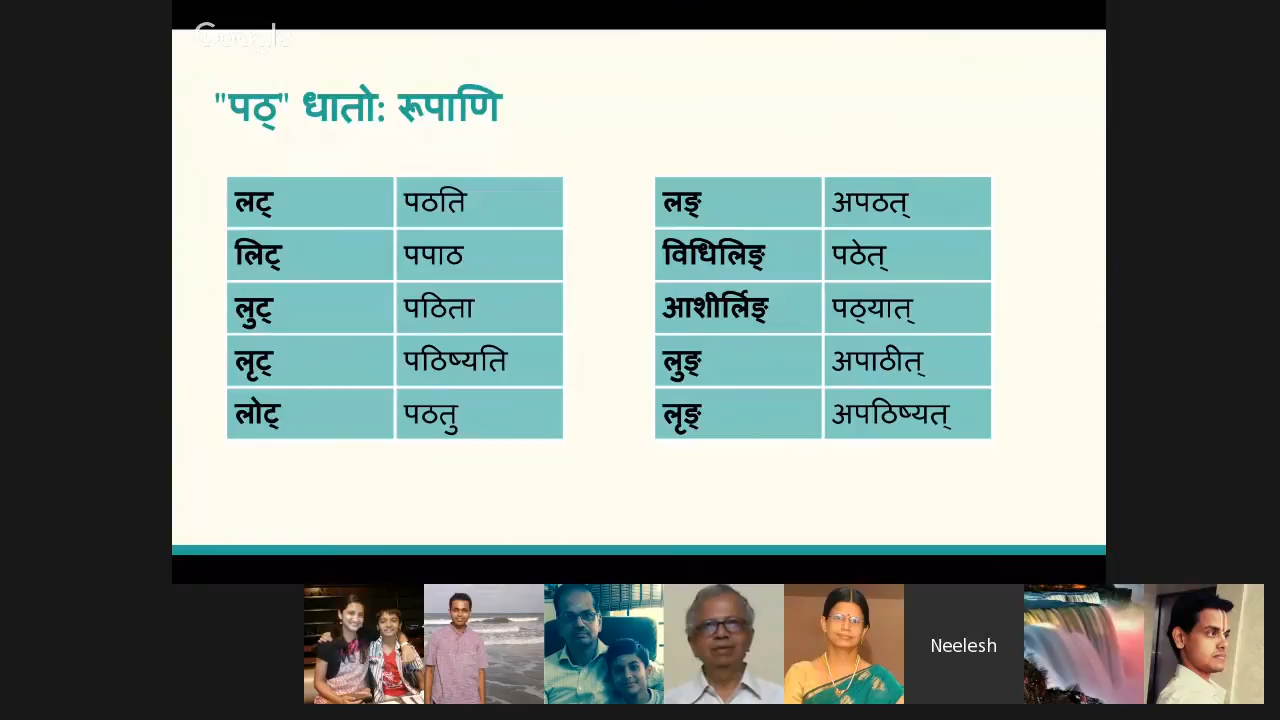 Google
"पठ्" धातो: रूपाणि
लट् पठति
लिट् पपाठ
लुट् पठिता
लृट् पठिष्यति
लोट् पठतु
लङ् अपठत्
विधिलिङ् पठेत्
आशीर्लिङ् पठ्यात्
लुङ् अपाठीत्
लृङ् अपठिष्यत्
Neelesh